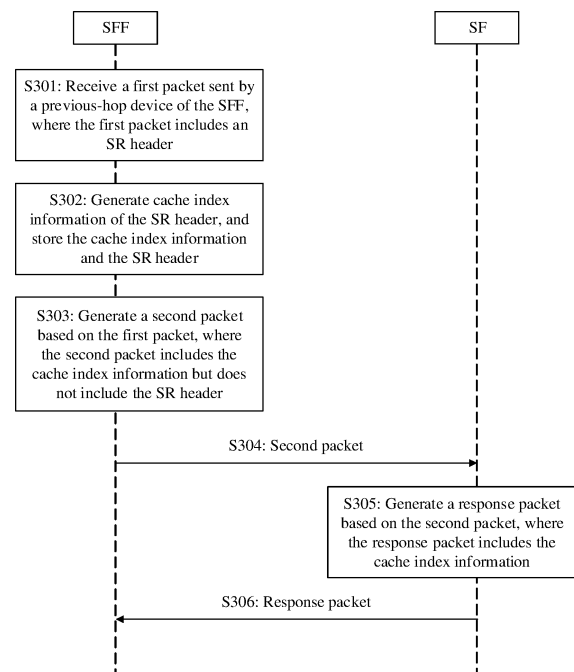 SFF
SF
S301: Receive a first packet sent by
a previous-hop device of the SFF,
where the first packet includes an
SR header
S302: Generate cache index
information of the SR header, and
store the cache index information
and the SR header
S303: Generate a second packet
based on the first packet, where
the second packet includes the
cache index information but does
not include the SR header
S304: Second packet
S305: Generate a response packet
based on the second packet, where
the response packet includes the
cache index information
S306: Response packet